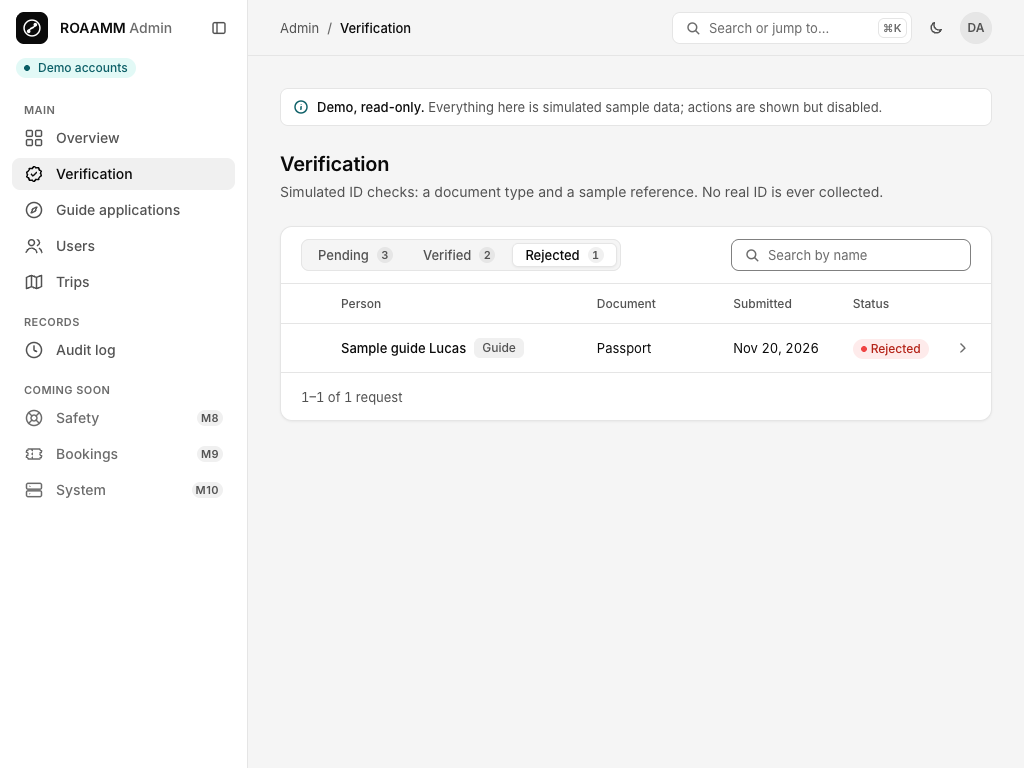 ROAAMM Admin
Demo accounts
MAIN
Overview
Verification
Guide applications
Users
Trips
RECORDS
Audit log
COMING SOON
Safety M8
Bookings M9
System M10
Admin / Verification
Search or jump to... ⌘K
DA
Demo, read-only. Everything here is simulated sample data; actions are shown but disabled.
Verification
Simulated ID checks: a document type and a sample reference. No real ID is ever collected.
Pending 3 Verified 2 Rejected 1
Search by name
Person Document Submitted Status
Sample guide Lucas Guide Passport Nov 20, 2026 Rejected
1–1 of 1 request